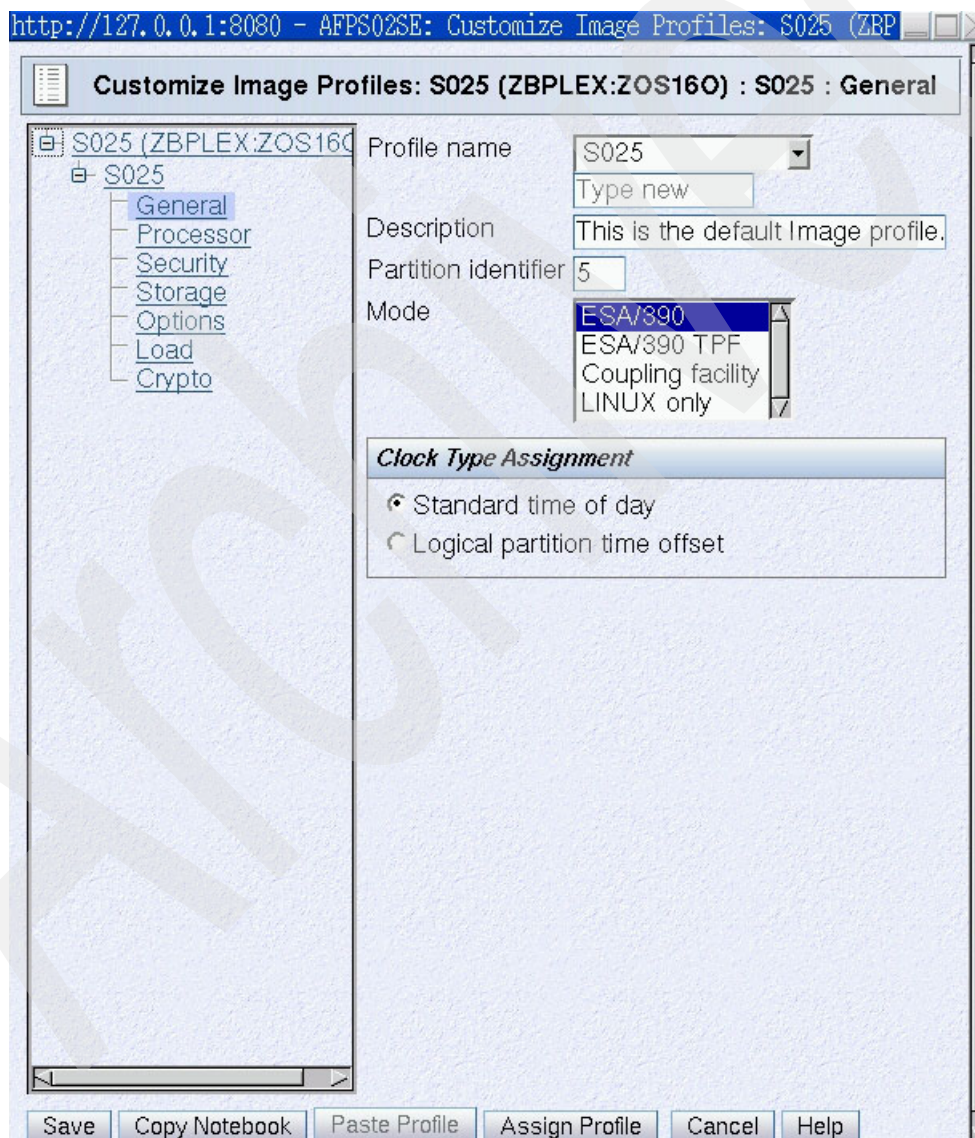 http://127.0.0.1:8080 - AFPS02SE: Customize Image Profiles: S025 (ZBP
Customize Image Profiles: S025 (ZBPLEX:ZOS16O) : S025 : General
S025 (ZBPLEX:ZOS16O
S025
General
Processor
Security
Storage
Options
Load
Crypto
Profile name
S025
Type new
Description
This is the default Image profile.
Partition identifier
5
Mode
ESA/390
ESA/390 TPF
Coupling facility
LINUX only
Clock Type Assignment
Standard time of day
Logical partition time offset
Save
Copy Notebook
Paste Profile
Assign Profile
Cancel
Help